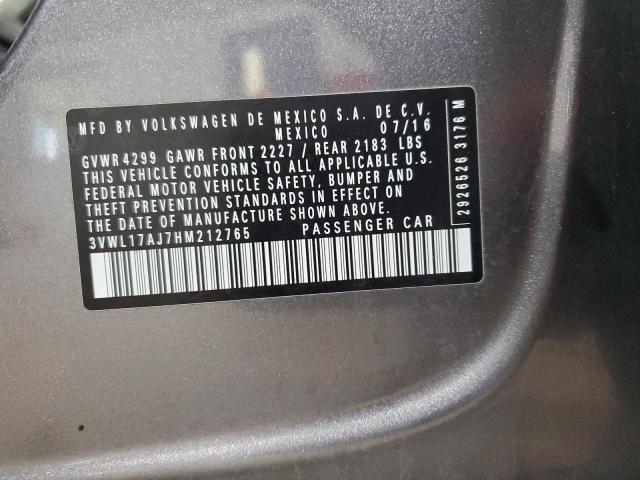 MFD BY VOLKSWAGEN DE MEXICO S.A. DE C.V.
MEXICO 07/16
GVWR 4299 GAWR FRONT 2227 / REAR 2183 LBS
THIS VEHICLE CONFORMS TO ALL APPLICABLE U.S.
FEDERAL MOTOR VEHICLE SAFETY, BUMPER AND
THEFT PREVENTION STANDARDS IN EFFECT ON
THE DATE OF MANUFACTURE SHOWN ABOVE
3VWL17AJ7HM212765 PASSENGER CAR
2926E26 3176 M